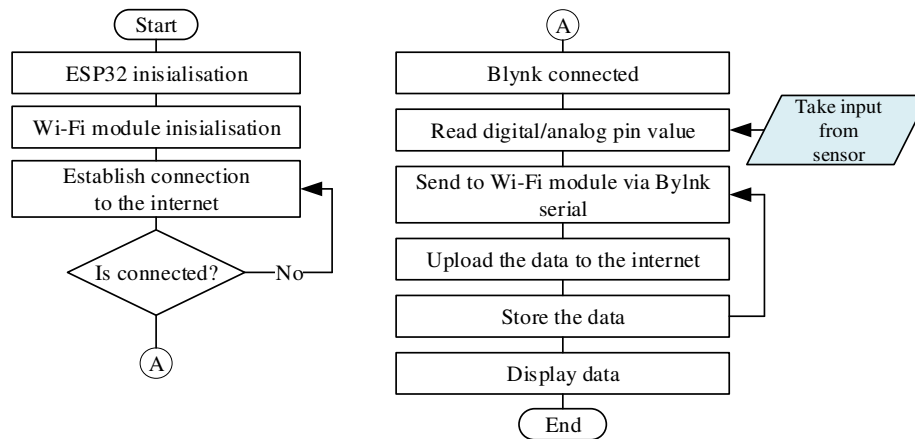 Start
ESP32 inisialisation
Wi-Fi module inisialisation
Establish connection
to the internet
Is connected?
No
A
A
Blynk connected
Read digital/analog pin value
Take input
from
sensor
Send to Wi-Fi module via Bylnk
serial
Upload the data to the internet
Store the data
Display data
End